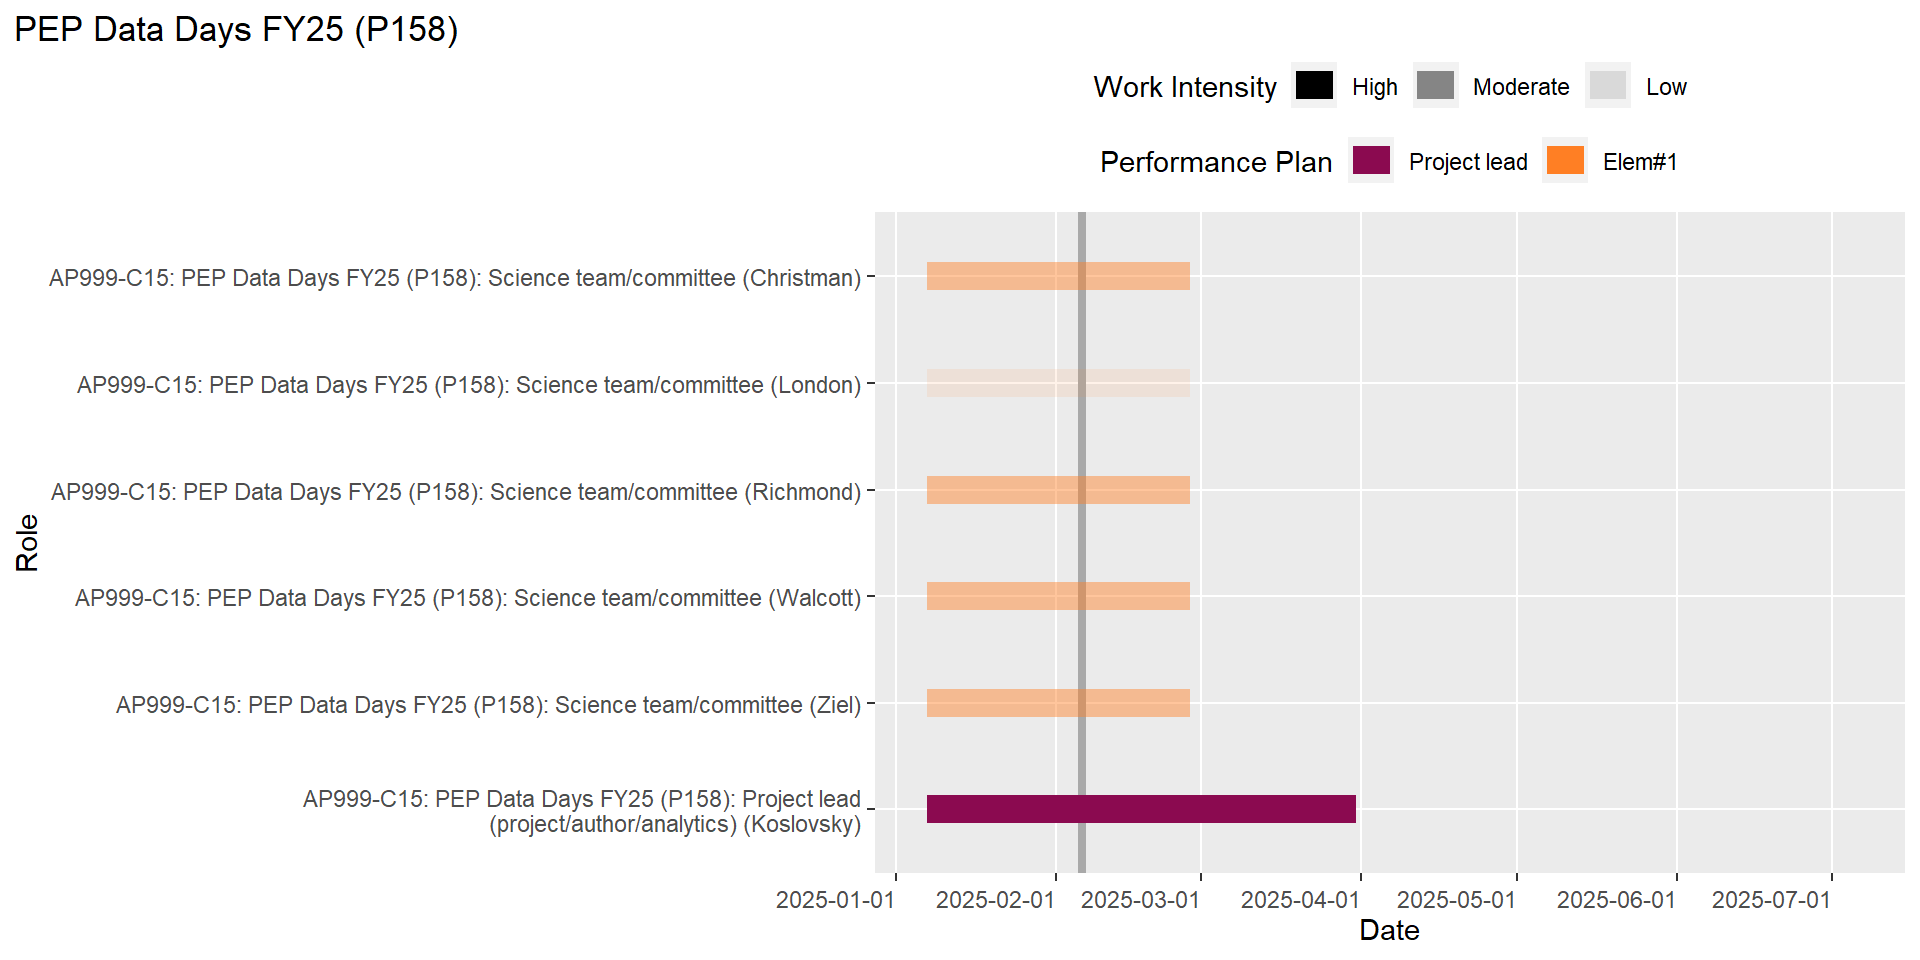 PEP Data Days FY25 (P158)
Work Intensity High Moderate Low
Performance Plan Project lead Elem#1
AP999-C15: PEP Data Days FY25 (P158): Science team/committee (Christman)
AP999-C15: PEP Data Days FY25 (P158): Science team/committee (London)
AP999-C15: PEP Data Days FY25 (P158): Science team/committee (Richmond)
AP999-C15: PEP Data Days FY25 (P158): Science team/committee (Walcott)
AP999-C15: PEP Data Days FY25 (P158): Science team/committee (Ziel)
AP999-C15: PEP Data Days FY25 (P158): Project lead
(project/author/analytics) (Koslovsky)
Role
2025-01-01 2025-02-01 2025-03-01 2025-04-01 2025-05-01 2025-06-01 2025-07-01
Date